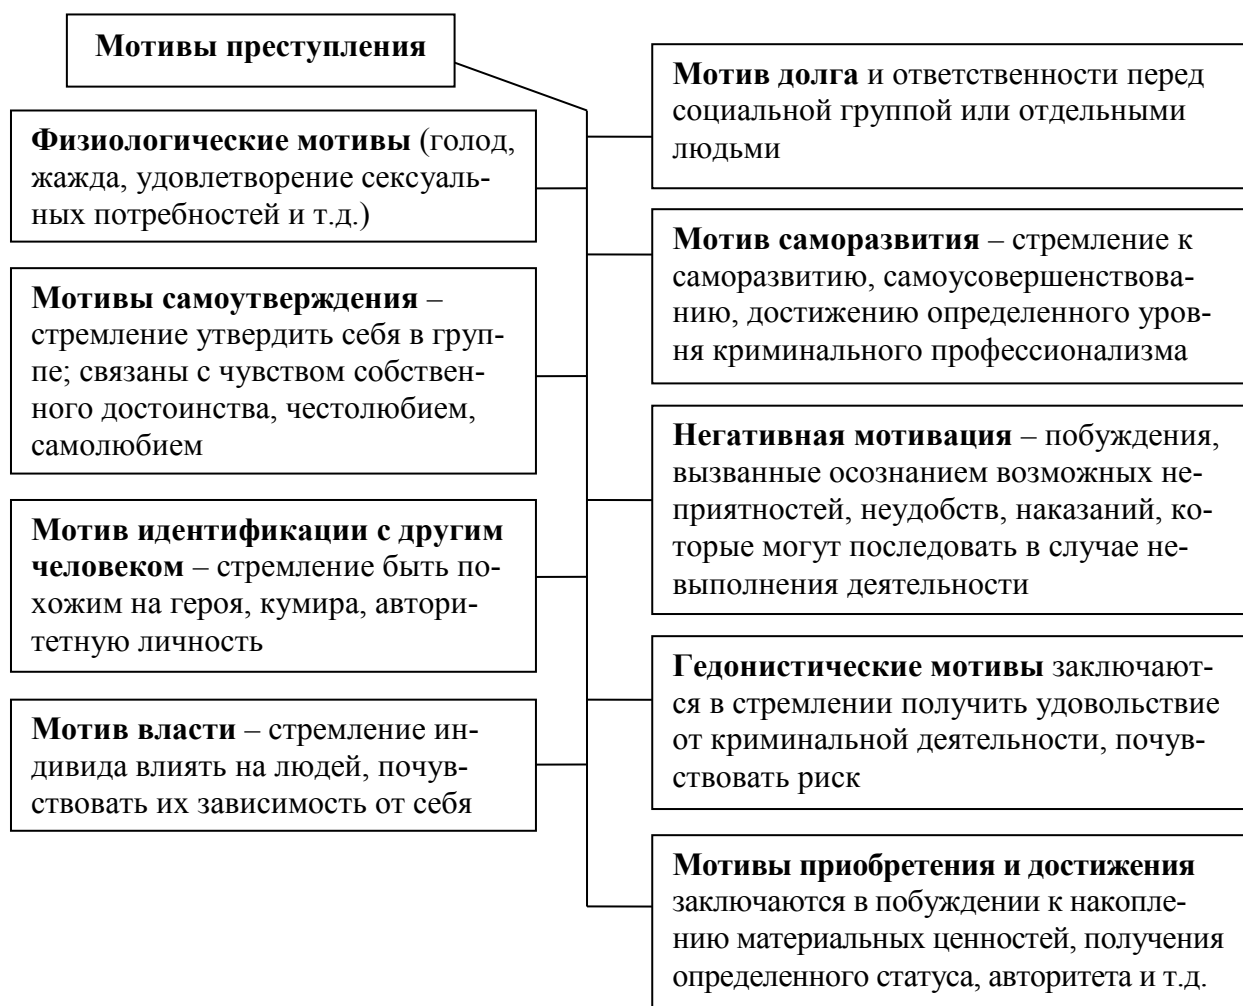 Мотивы преступления
Физиологические мотивы (голод,
жажда, удовлетворение сексуаль-
ных потребностей и т.д.)
Мотивы самоутверждения –
стремление утвердить себя в груп-
пе; связаны с чувством собствен-
ного достоинства, честолюбием,
самолюбием
Мотив идентификации с другим
человеком – стремление быть по-
хожим на героя, кумира, автори-
тетную личность
Мотив власти – стремление ин-
дивида влиять на людей, почув-
ствовать их зависимость от себя
Мотив долга и ответственности перед
социальной группой или отдельными
людьми
Мотив саморазвития – стремление к
саморазвитию, самоусовершенствова-
нию, достижению определенного уров-
ня криминального профессионализма
Негативная мотивация – побуждения,
вызванные осознанием возможных не-
приятностей, неудобств, наказаний, ко-
торые могут последовать в случае не-
выполнения деятельности
Гедонистические мотивы заключают-
ся в стремлении получить удовольствие
от криминальной деятельности, почув-
ствовать риск
Мотивы приобретения и достижения
заключаются в побуждении к накопле-
нию материальных ценностей, получения
определенного статуса, авторитета и т.д.